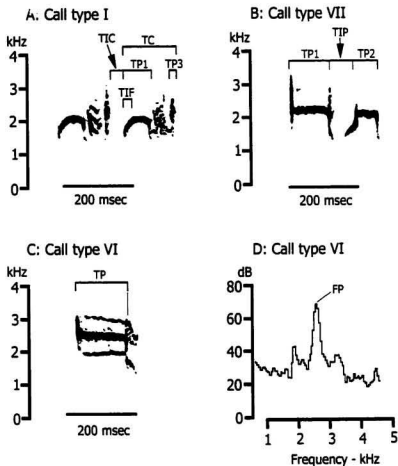 A: Call type I
kHz
TIC
TC
TP1
TP3
TIF
3
2
1
0
200 msec
B: Call type VII
kHz
TIP
TP1
TP2
4
3
2
1
0
200 msec
C: Call type VI
kHz
TP
4
3
2
1
0
200 msec
D: Call type VI
dB
FP
80
60
40
20
0
1 2 3 4 5
Frequency - kHz